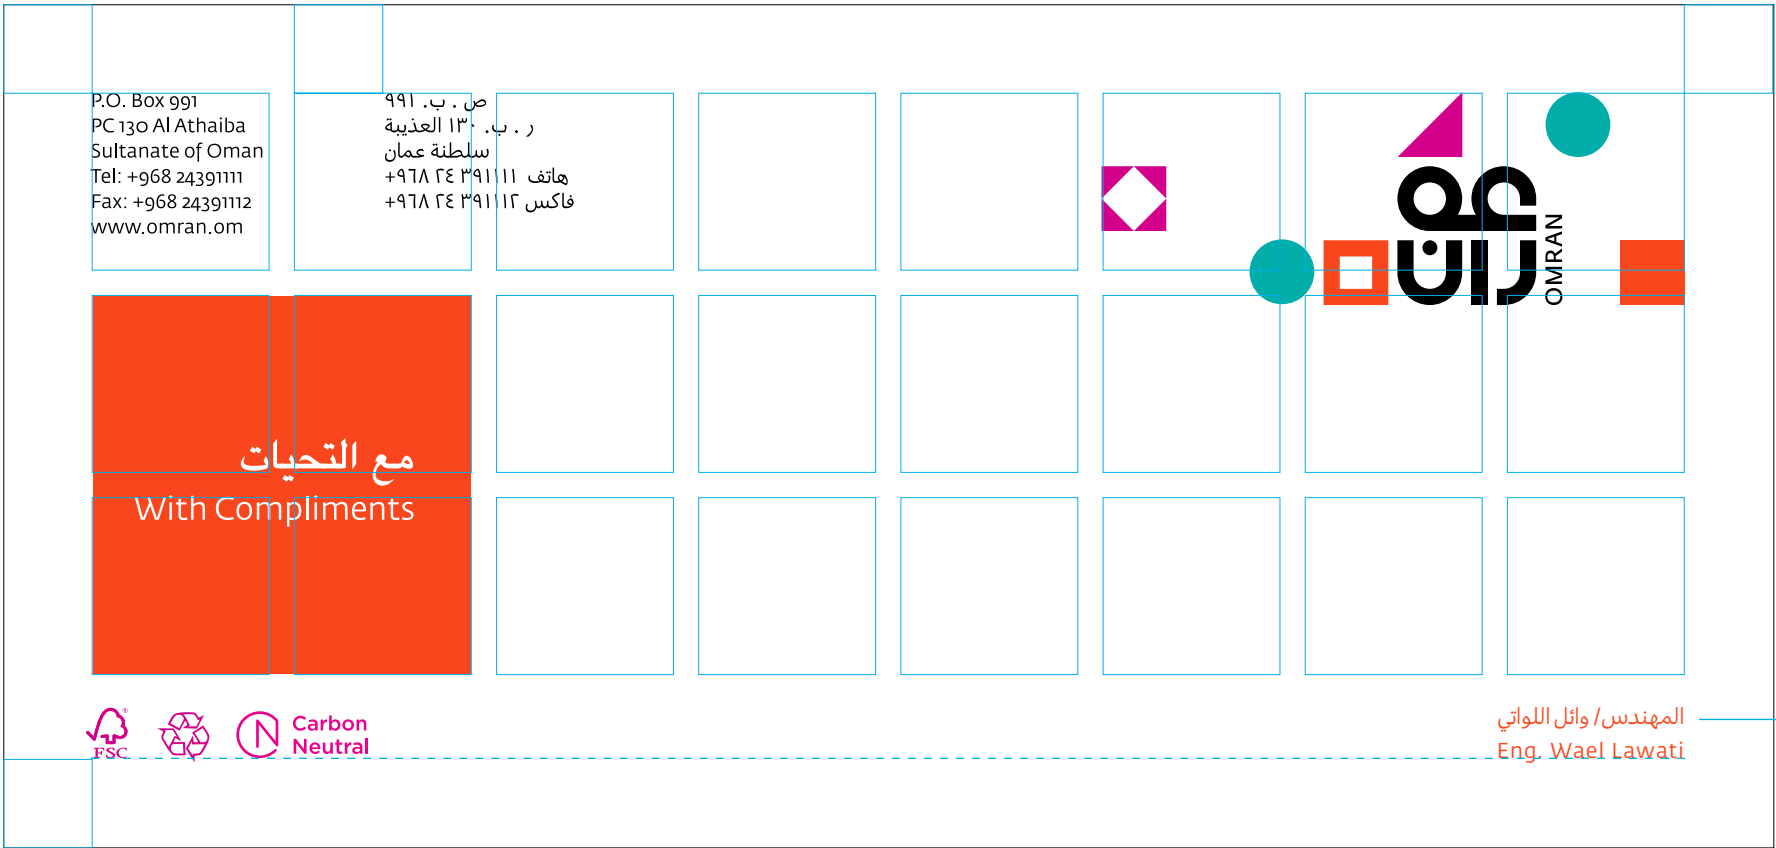 P.O. Box 991
PC 130 Al Athaiba
Sultanate of Oman
Tel: +968 24391111
Fax: +968 24391112
www.omran.om
ص . ب. ٩٩١
ر . ب. ١٣٠ العذيبة
سلطنة عمان
هاتف ٣٩١١١١ ٢٤ ٩٦٨+
فاكس ٣٩١١١٢ ٢٤ ٩٦٨+
عمران
OMRAN
مع التحيات
With Compliments
FSC
Carbon
Neutral
المهندس/ وائل اللواتي
Eng. Wael Lawati